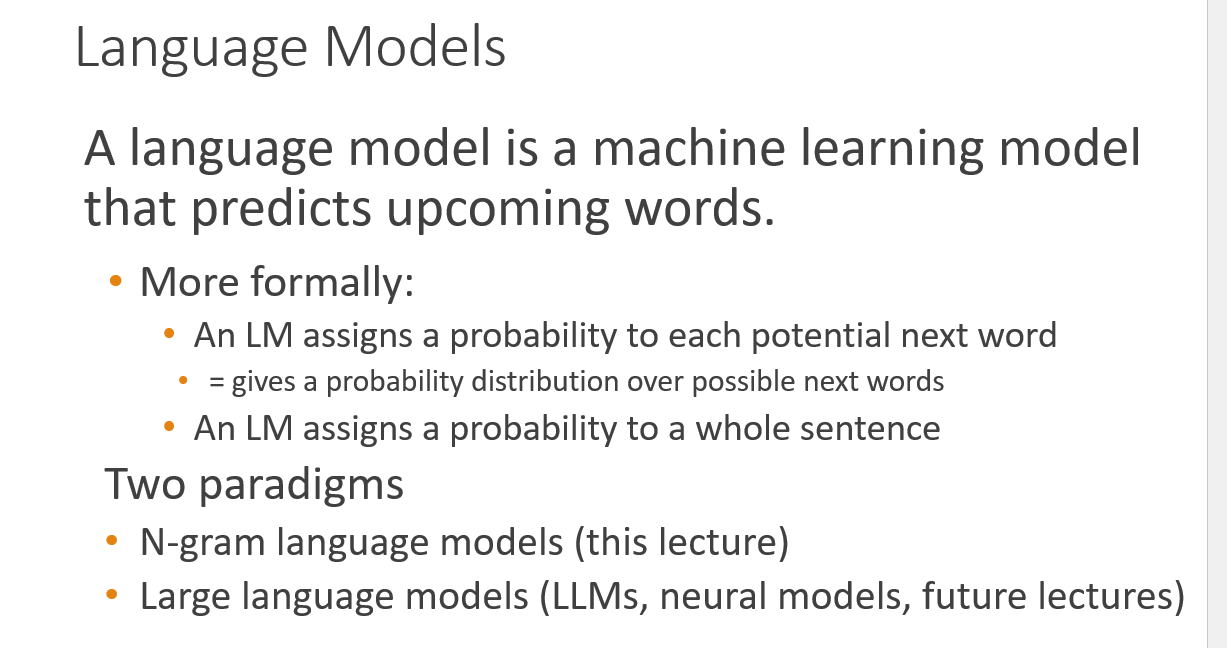 Language Models
A language model is a machine learning model
that predicts upcoming words.
• More formally:
• An LM assigns a probability to each potential next word
• = gives a probability distribution over possible next words
• An LM assigns a probability to a whole sentence
Two paradigms
• N-gram language models (this lecture)
• Large language models (LLMs, neural models, future lectures)